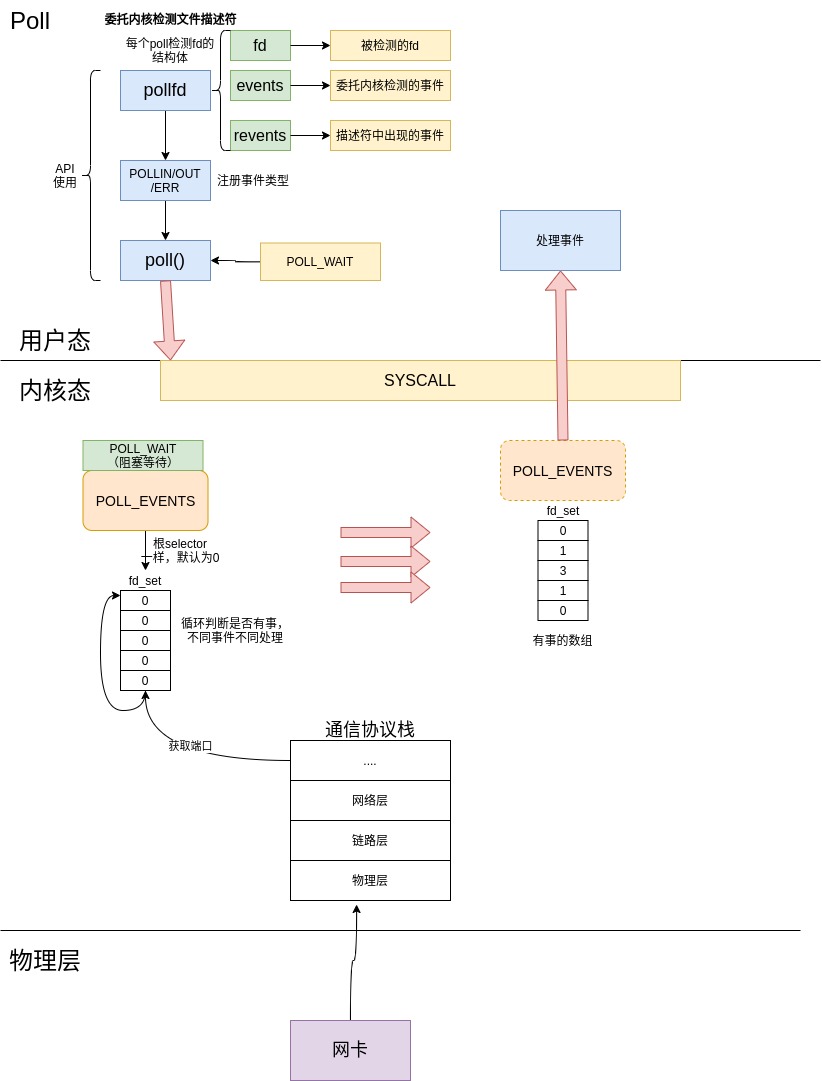 Poll
委托内核检测文件描述符
每个poll检测fd的
结构体
fd
被检测的fd
pollfd
events
委托内核检测的事件
revents
描述符中出现的事件
API
使用
POLLIN/OUT
/ERR
注册事件类型
poll()
POLL_WAIT
处理事件
用户态
内核态
SYSCALL
POLL_WAIT
（阻塞等待）
POLL_EVENTS
POLL_EVENTS
根selector
一样，默认为0
fd_set
0
0
0
0
0
循环判断是否有事，
不同事件不同处理
fd_set
0
1
3
1
0
有事的数组
获取端口
通信协议栈
....
网络层
链路层
物理层
物理层
网卡